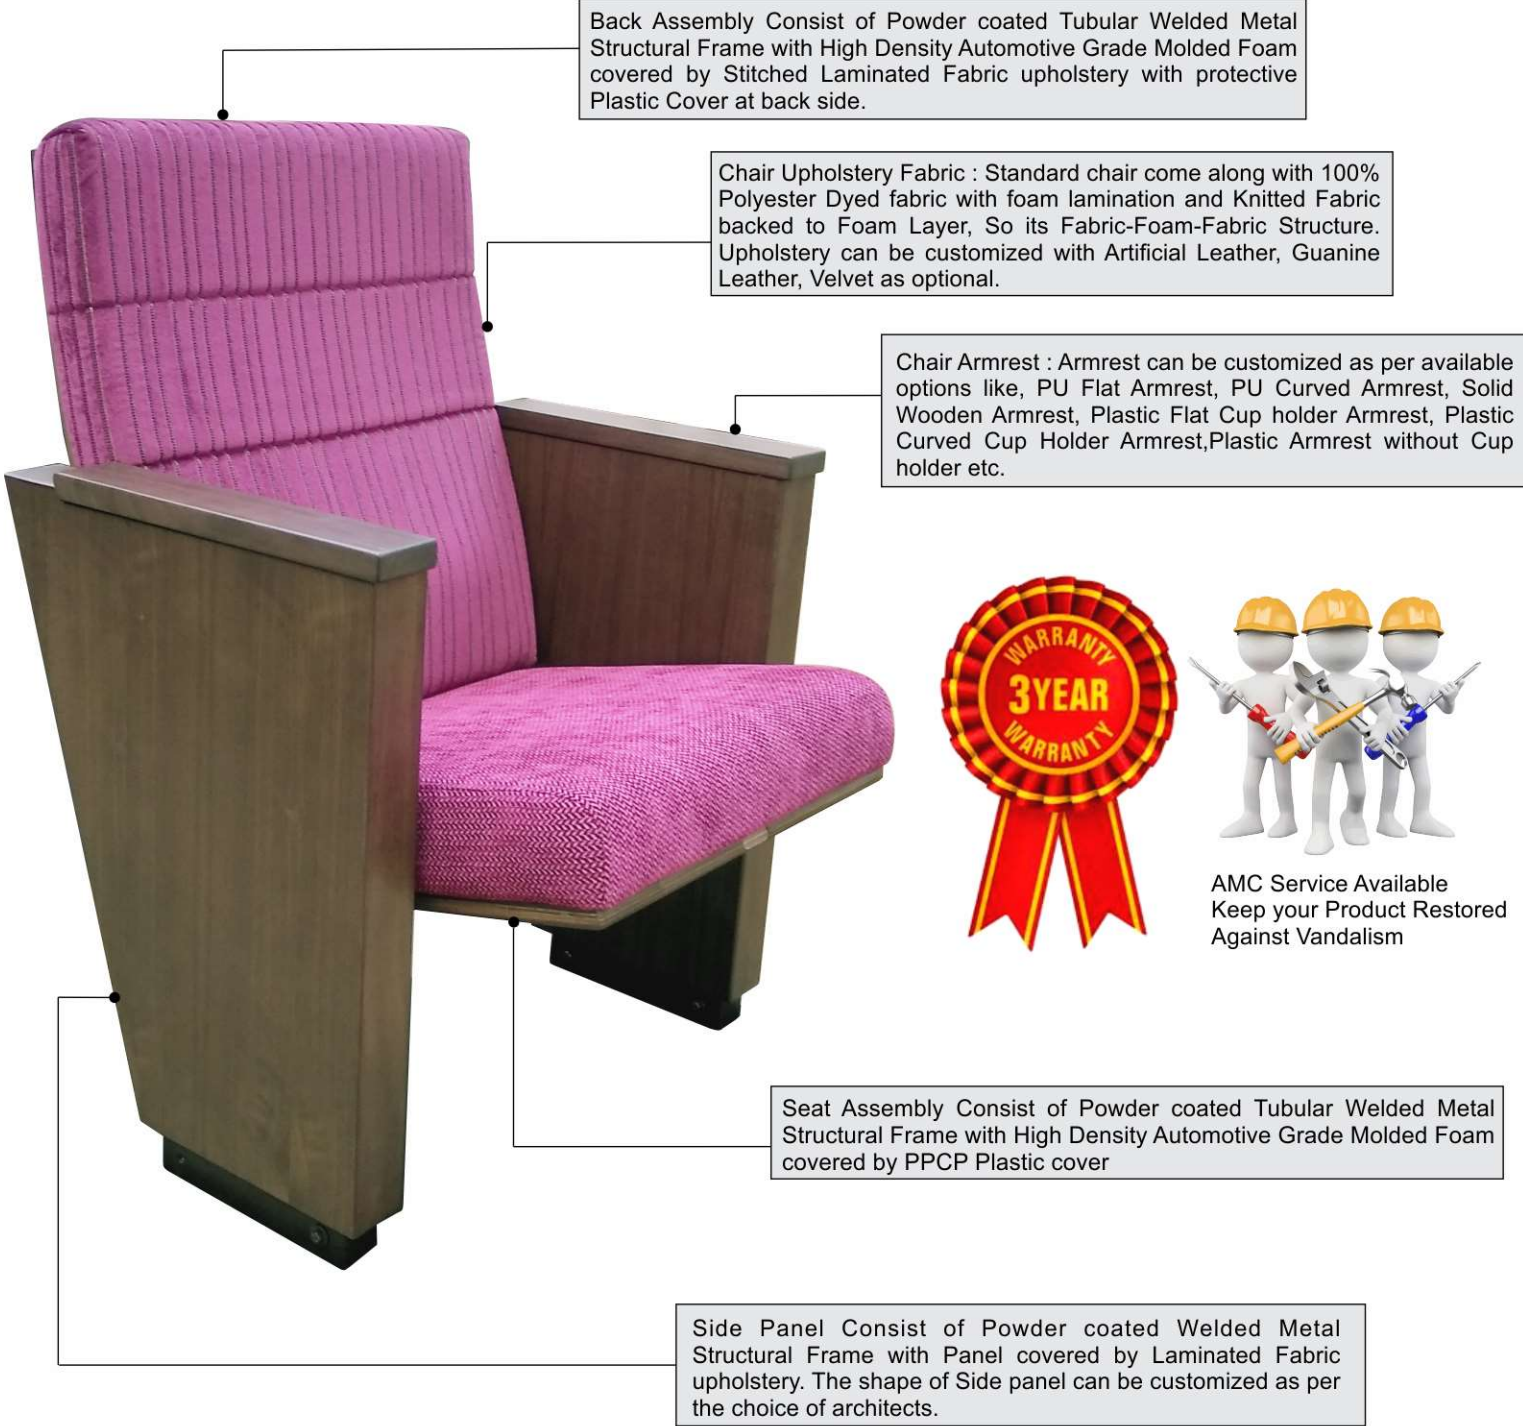 Back Assembly Consist of Powder coated Tubular Welded Metal
Structural Frame with High Density Automotive Grade Molded Foam
covered by Stitched Laminated Fabric upholstery with protective
Plastic Cover at back side.
Chair Upholstery Fabric : Standard chair come along with 100%
Polyester Dyed fabric with foam lamination and Knitted Fabric
backed to Foam Layer, So its Fabric-Foam-Fabric Structure.
Upholstery can be customized with Artificial Leather, Guanine
Leather, Velvet as optional.
Chair Armrest : Armrest can be customized as per available
options like, PU Flat Armrest, PU Curved Armrest, Solid
Wooden Armrest, Plastic Flat Cup holder Armrest, Plastic
Curved Cup Holder Armrest,Plastic Armrest without Cup
holder etc.
WARRANTY
3 YEAR
WARRANTY
AMC Service Available
Keep your Product Restored
Against Vandalism
Seat Assembly Consist of Powder coated Tubular Welded Metal
Structural Frame with High Density Automotive Grade Molded Foam
covered by PPCP Plastic cover
Side Panel Consist of Powder coated Welded Metal
Structural Frame with Panel covered by Laminated Fabric
upholstery. The shape of Side panel can be customized as per
the choice of architects.